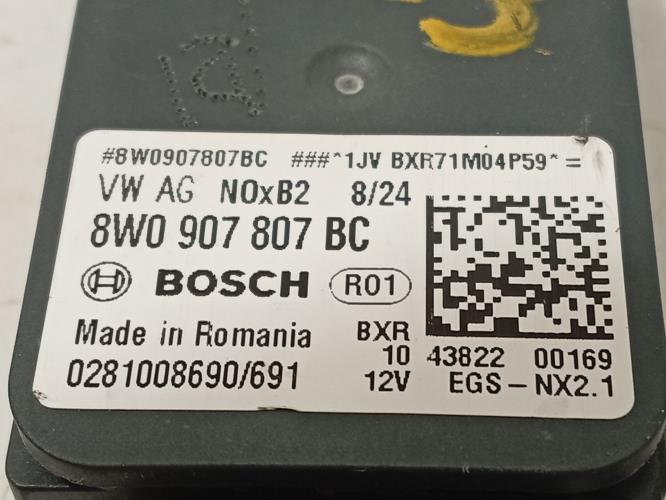 #8W0907807BC ###*1JV BXR71M04P59*=
VW AG NOxB2 8/24
8W0 907 807 BC
BOSCH R01
Made in Romania BXR
10 43822 00169
0281008690/691 12V EGS-NX2.1